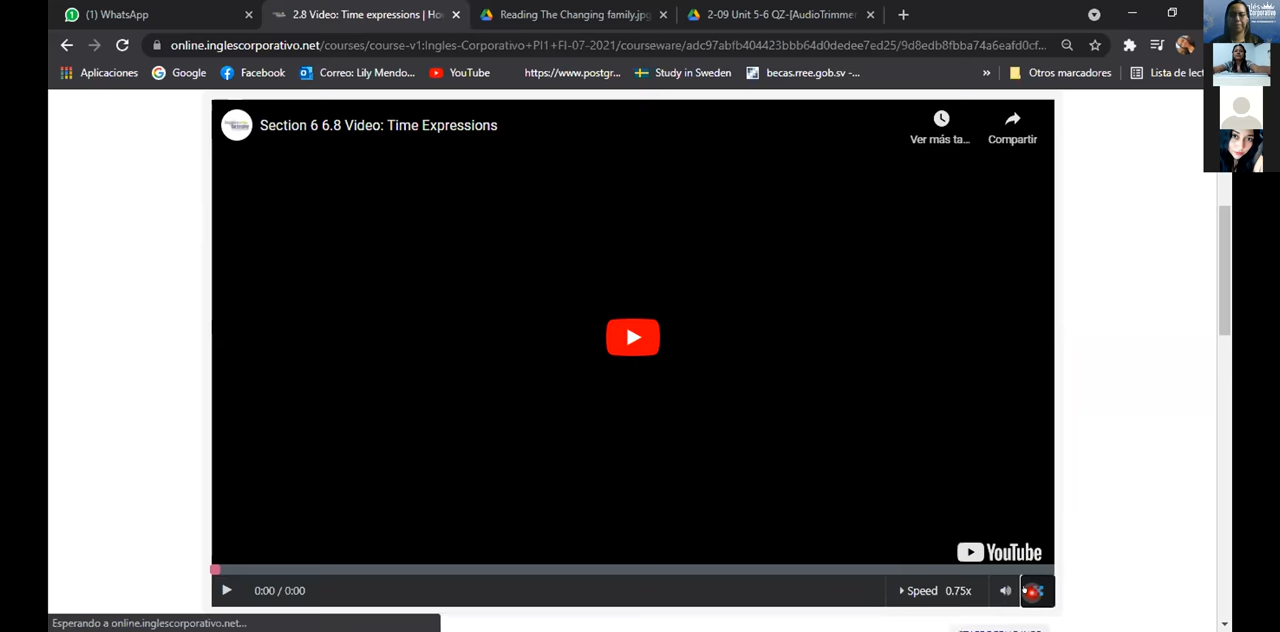 (1) WhatsApp
2.8 Video: Time expressions | Ho
Reading The Changing family.jpg
2-09 Unit 5-6 QZ-[AudioTrimmer
online.inglescorporativo.net/courses/course-v1:Ingles-Corporativo+PI1+FI-07-2021/courseware/adc97abfb404423bbb64d0dedee7ed25/9d8edb8fbba74a6eafd0cf...
Aplicaciones
Google
Facebook
Correo: Lily Mendo...
YouTube
https://www.postgr...
Study in Sweden
becas.rree.gob.sv -...
»
Otros marcadores
Lista de lect
Section 6 6.8 Video: Time Expressions
Ver más ta...
Compartir
YouTube
0:00 / 0:00
Speed 0.75x
Esperando a online.inglescorporativo.net...